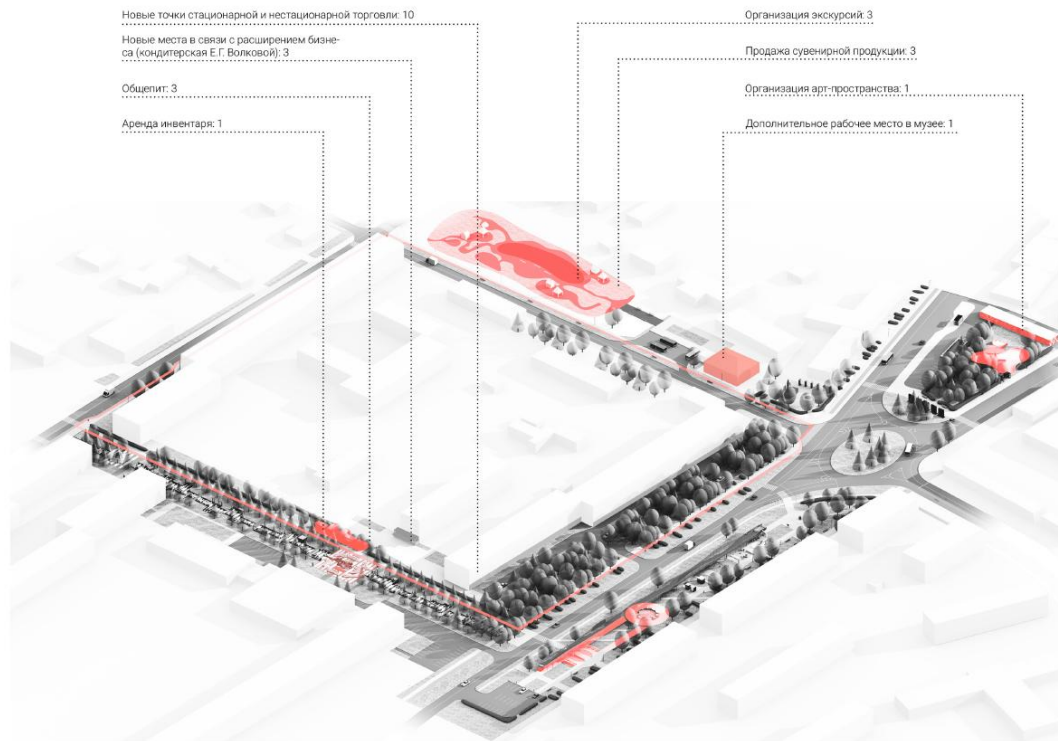 Новые точки стационарной и нестационарной торговли: 10
Новые места в связи с расширением бизне-
са (кондитерская Е.Г. Волковой): 3
Общепит: 3
Аренда инвентаря: 1
Организация экскурсий: 3
Продажа сувенирной продукции: 3
Организация арт-пространства: 1
Дополнительное рабочее место в музее: 1